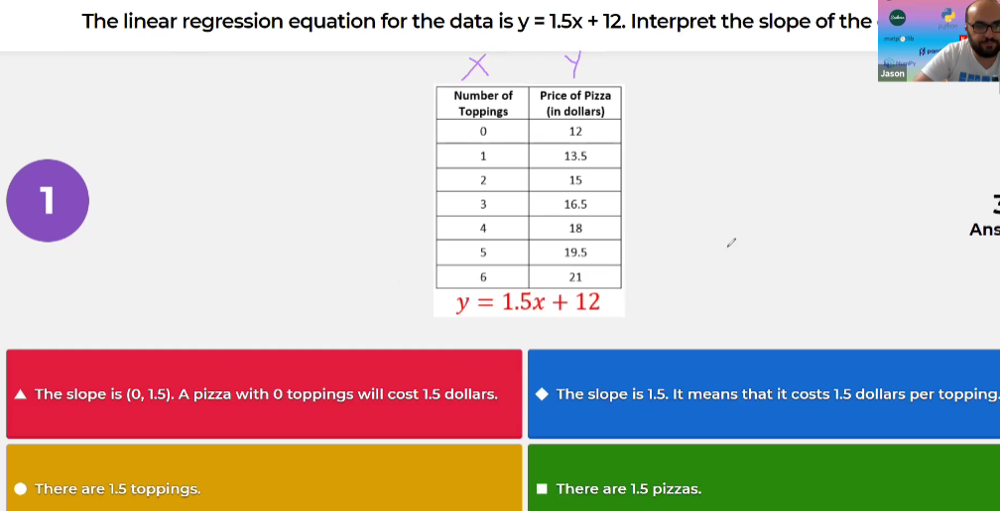 The linear regression equation for the data is y = 1.5x + 12. Interpret the slope of the
Jason
X Y
Number of Toppings Price of Pizza (in dollars)
0 12
1 13.5
2 15
3 16.5
4 18
5 19.5
6 21
y = 1.5x + 12
1
Ans
The slope is (0, 1.5). A pizza with 0 toppings will cost 1.5 dollars.
The slope is 1.5. It means that it costs 1.5 dollars per topping.
There are 1.5 toppings.
There are 1.5 pizzas.